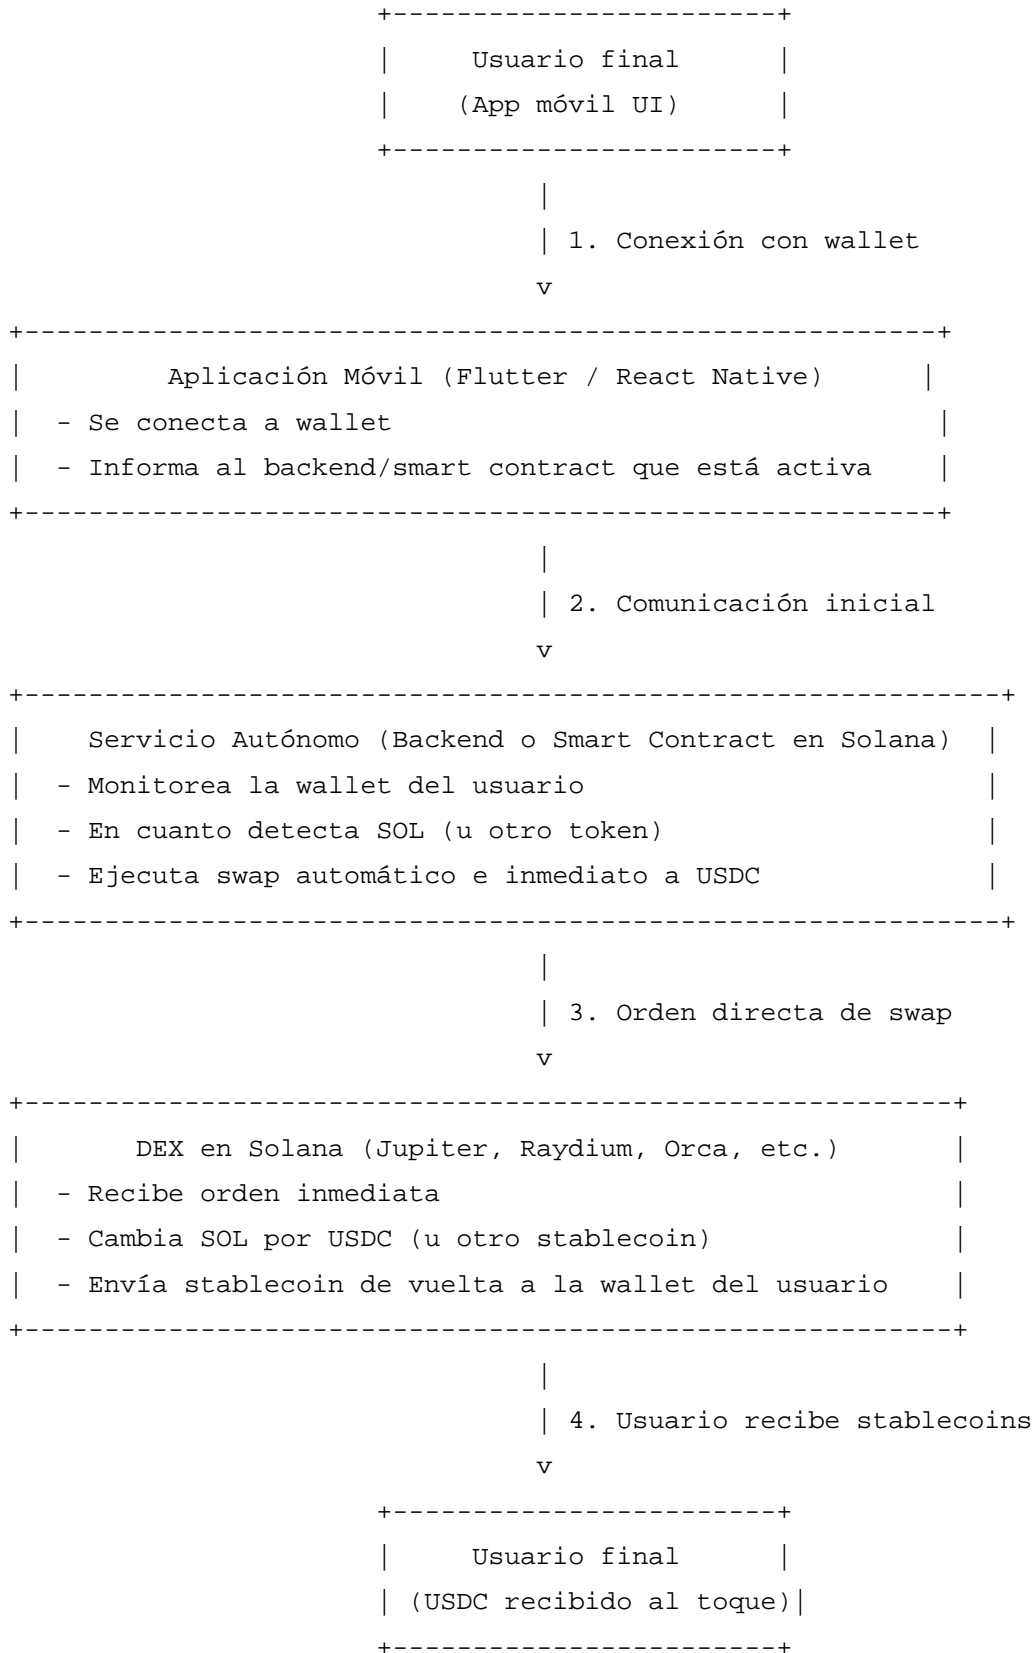 Usuario final
(App móvil UI)
1. Conexión con wallet
Aplicación Móvil (Flutter / React Native)
- Se conecta a wallet
- Informa al backend/smart contract que está activa
2. Comunicación inicial
Servicio Autónomo (Backend o Smart Contract en Solana)
- Monitorea la wallet del usuario
- En cuanto detecta SOL (u otro token)
- Ejecuta swap automático e inmediato a USDC
3. Orden directa de swap
DEX en Solana (Jupiter, Raydium, Orca, etc.)
- Recibe orden inmediata
- Cambia SOL por USDC (u otro stablecoin)
- Envía stablecoin de vuelta a la wallet del usuario
4. Usuario recibe stablecoins
Usuario final
(USDC recibido al toque)